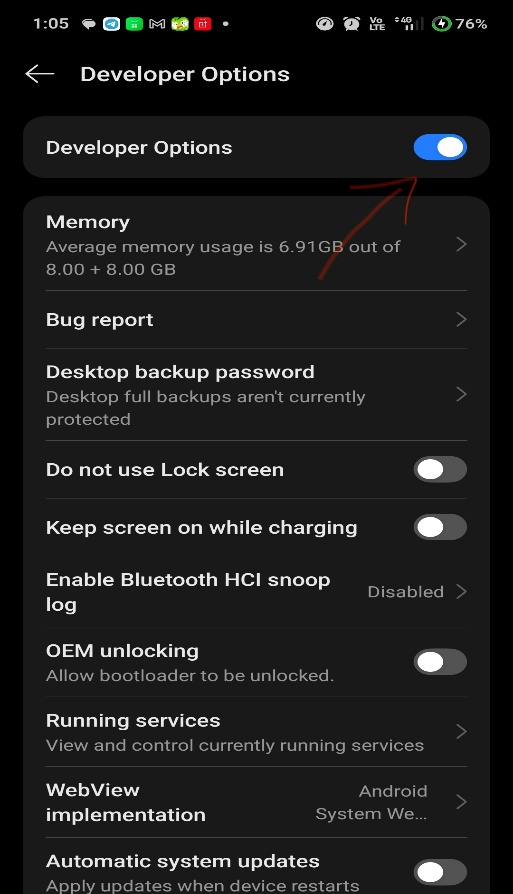 1:05
Vo
LTE
4G
76%
Developer Options
Developer Options
Memory
Average memory usage is 6.91GB out of
8.00 + 8.00 GB
Bug report
Desktop backup password
Desktop full backups aren't currently
protected
Do not use Lock screen
Keep screen on while charging
Enable Bluetooth HCI snoop
log
Disabled
OEM unlocking
Allow bootloader to be unlocked.
Running services
View and control currently running services
WebView
implementation
Android
System We...
Automatic system updates
Apply updates when device restarts